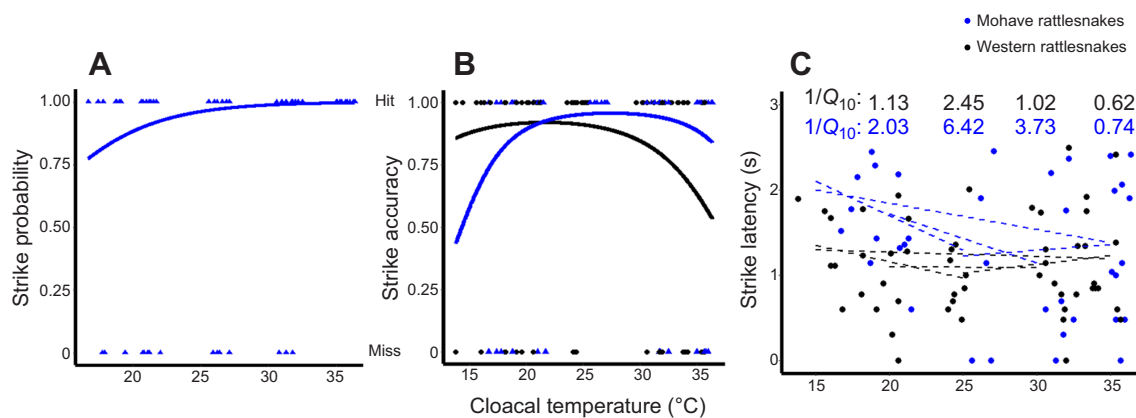 Mohave rattlesnakes
Western rattlesnakes
A
B
C
Strike probability
1.00
0.75
0.50
0.25
0
20
25
30
35
Strike accuracy
Hit
Miss
1.00
0.75
0.50
0.25
0
15
20
25
30
35
Cloacal temperature (°C)
Strike latency (s)
3
2
1
0
1/Q10: 1.13 2.45 1.02 0.62
1/Q10: 2.03 6.42 3.73 0.74
15
20
25
30
35